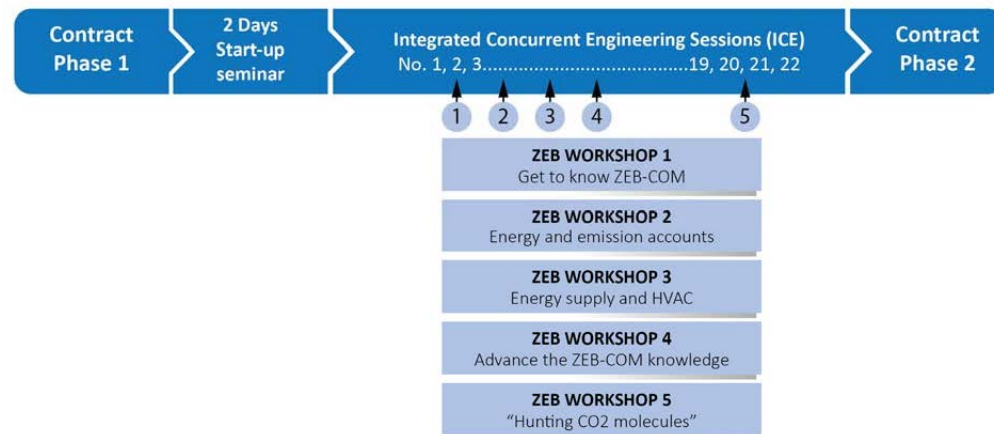 Contract
Phase 1
2 Days
Start-up
seminar
Integrated Concurrent Engineering Sessions (ICE)
No. 1, 2, 3.........................................19, 20, 21, 22
Contract
Phase 2
1 2 3 4 5
ZEB WORKSHOP 1
Get to know ZEB-COM
ZEB WORKSHOP 2
Energy and emission accounts
ZEB WORKSHOP 3
Energy supply and HVAC
ZEB WORKSHOP 4
Advance the ZEB-COM knowledge
ZEB WORKSHOP 5
“Hunting CO2 molecules”